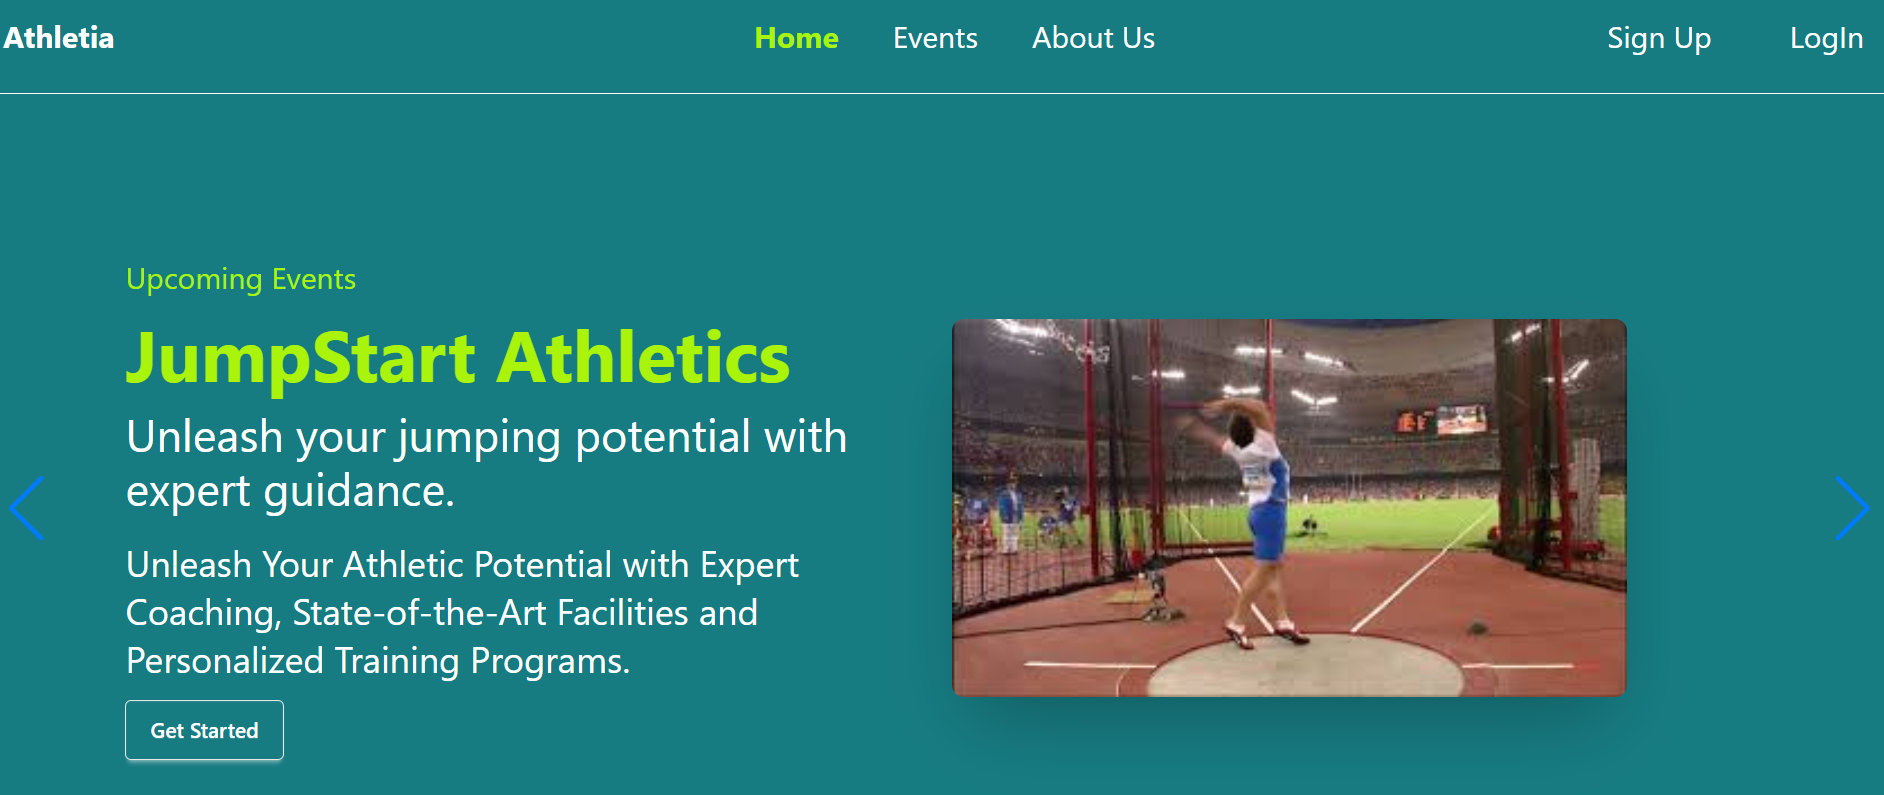 Athletia
Home
Events
About Us
Sign Up
LogIn
Upcoming Events
JumpStart Athletics
Unleash your jumping potential with
expert guidance.
Unleash Your Athletic Potential with Expert
Coaching, State-of-the-Art Facilities and
Personalized Training Programs.
Get Started